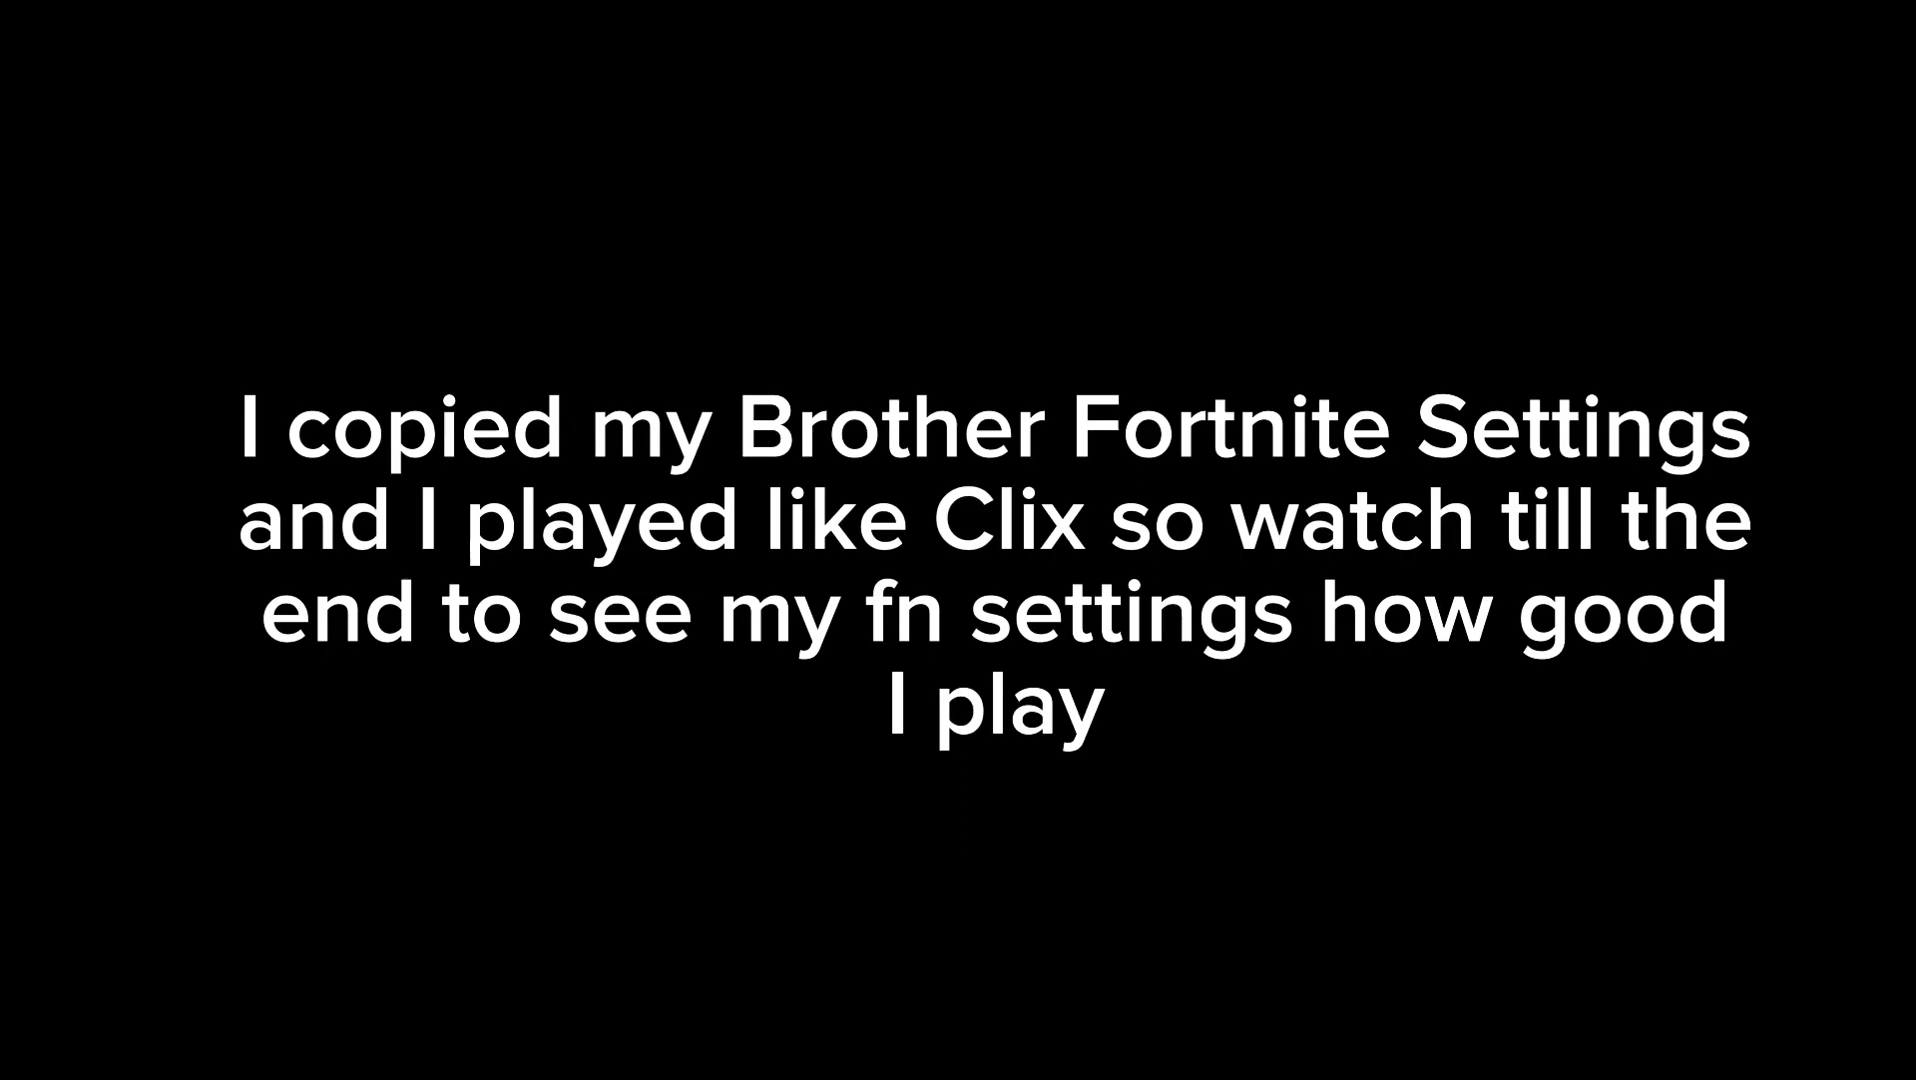 I copied my Brother Fortnite Settings
and I played like Clix so watch till the
end to see my fn settings how good
I play